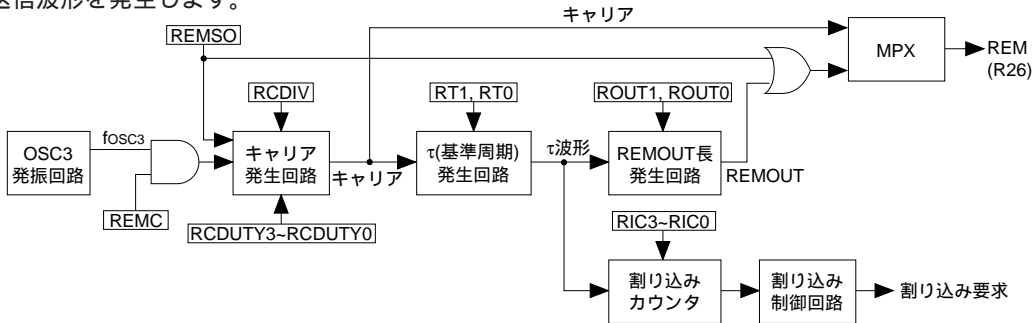 送信波形を発生します。
キャリア
REMSO
MPX
REM
(R26)
RCDIV
RT1, RT0
ROUT1, ROUT0
fOSC3
OSC3
発振回路
キャリア
発生回路
キャリア
τ(基準周期)
発生回路
τ波形
REMOUT長
発生回路
REMOUT
REMC
RCDUTY3~RCDUTY0
RIC3~RIC0
割り込み
カウンタ
割り込み
制御回路
割り込み要求